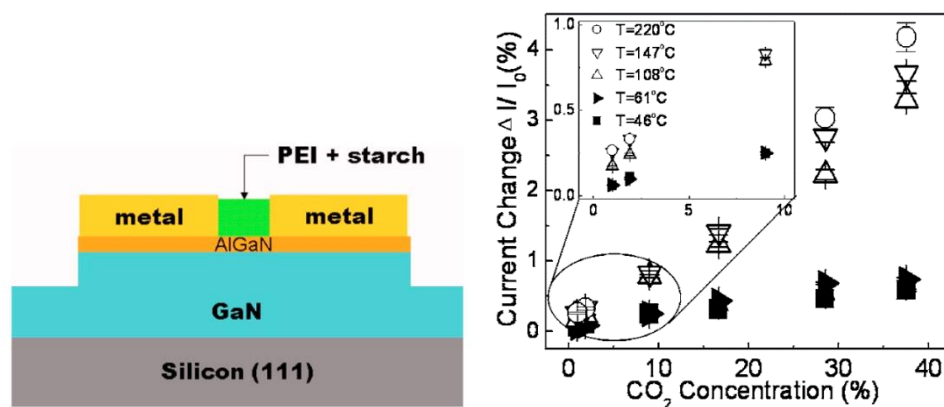 PEI + starch
metal
metal
AlGaN
GaN
Silicon (111)
Current Change Δ I/ I0(%)
4
3
2
1
0
0
10
20
30
40
CO2 Concentration (%)
1.0
0.5
0.0
0
5
10
T=220°C
T=147°C
T=108°C
T=61°C
T=46°C